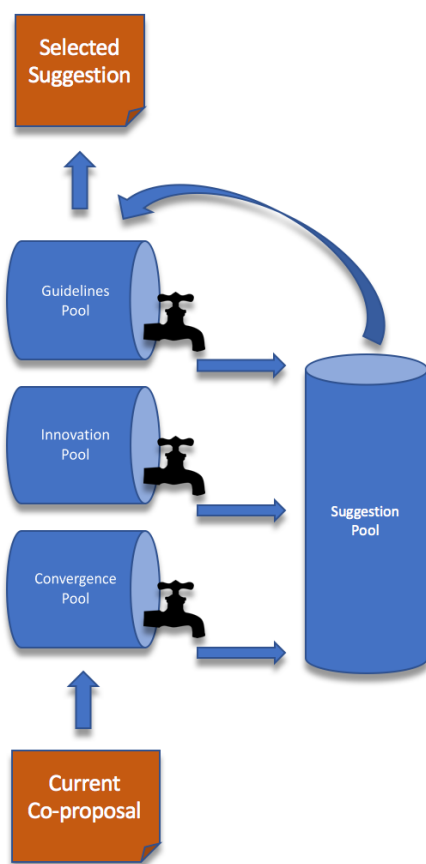 Selected
Suggestion
Guidelines
Pool
Innovation
Pool
Convergence
Pool
Suggestion
Pool
Current
Co-proposal